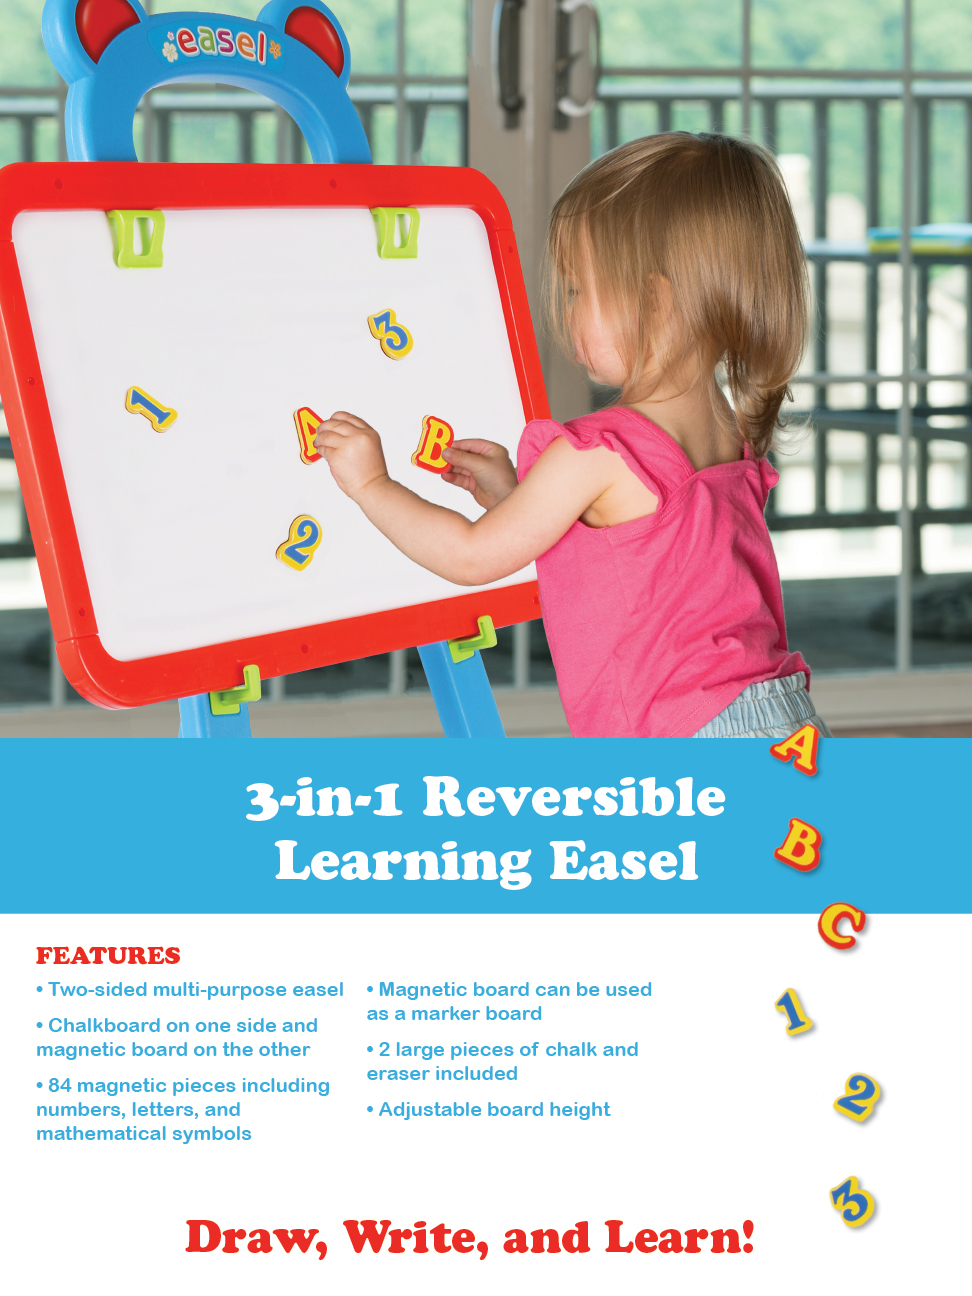 easel
3
1
A
B
2
3-in-1 Reversible
Learning Easel
A
B
C
1
2
3
FEATURES
• Two-sided multi-purpose easel
• Chalkboard on one side and
magnetic board on the other
• 84 magnetic pieces including
numbers, letters, and
mathematical symbols
• Magnetic board can be used
as a marker board
• 2 large pieces of chalk and
eraser included
• Adjustable board height
Draw, Write, and Learn!